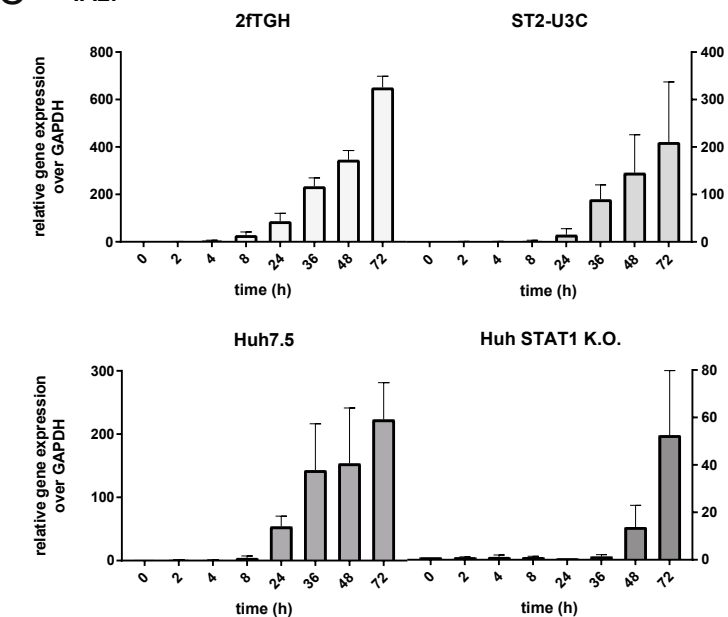 2fTGH
ST2-U3C
relative gene expression
over GAPDH
800
600
400
200
0
400
300
200
100
0
0 2 4 8 24 36 48 72
0 2 4 8 24 36 48 72
time (h)
time (h)
Huh7.5
Huh STAT1 K.O.
relative gene expression
over GAPDH
300
200
100
0
80
60
40
20
0
0 2 4 8 24 36 48 72
0 2 4 8 24 36 48 72
time (h)
time (h)